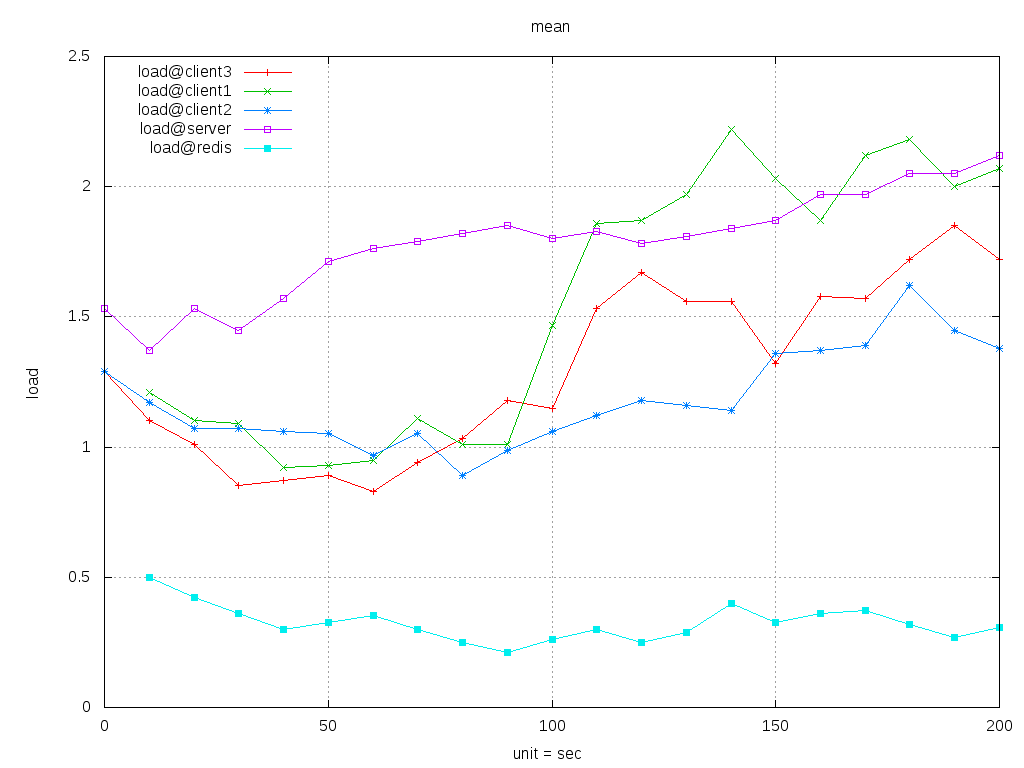 mean
2.5
2
1.5
1
0.5
0
load
load@client3
load@client1
load@client2
load@server
load@redis
0 50 100 150 200
unit = sec